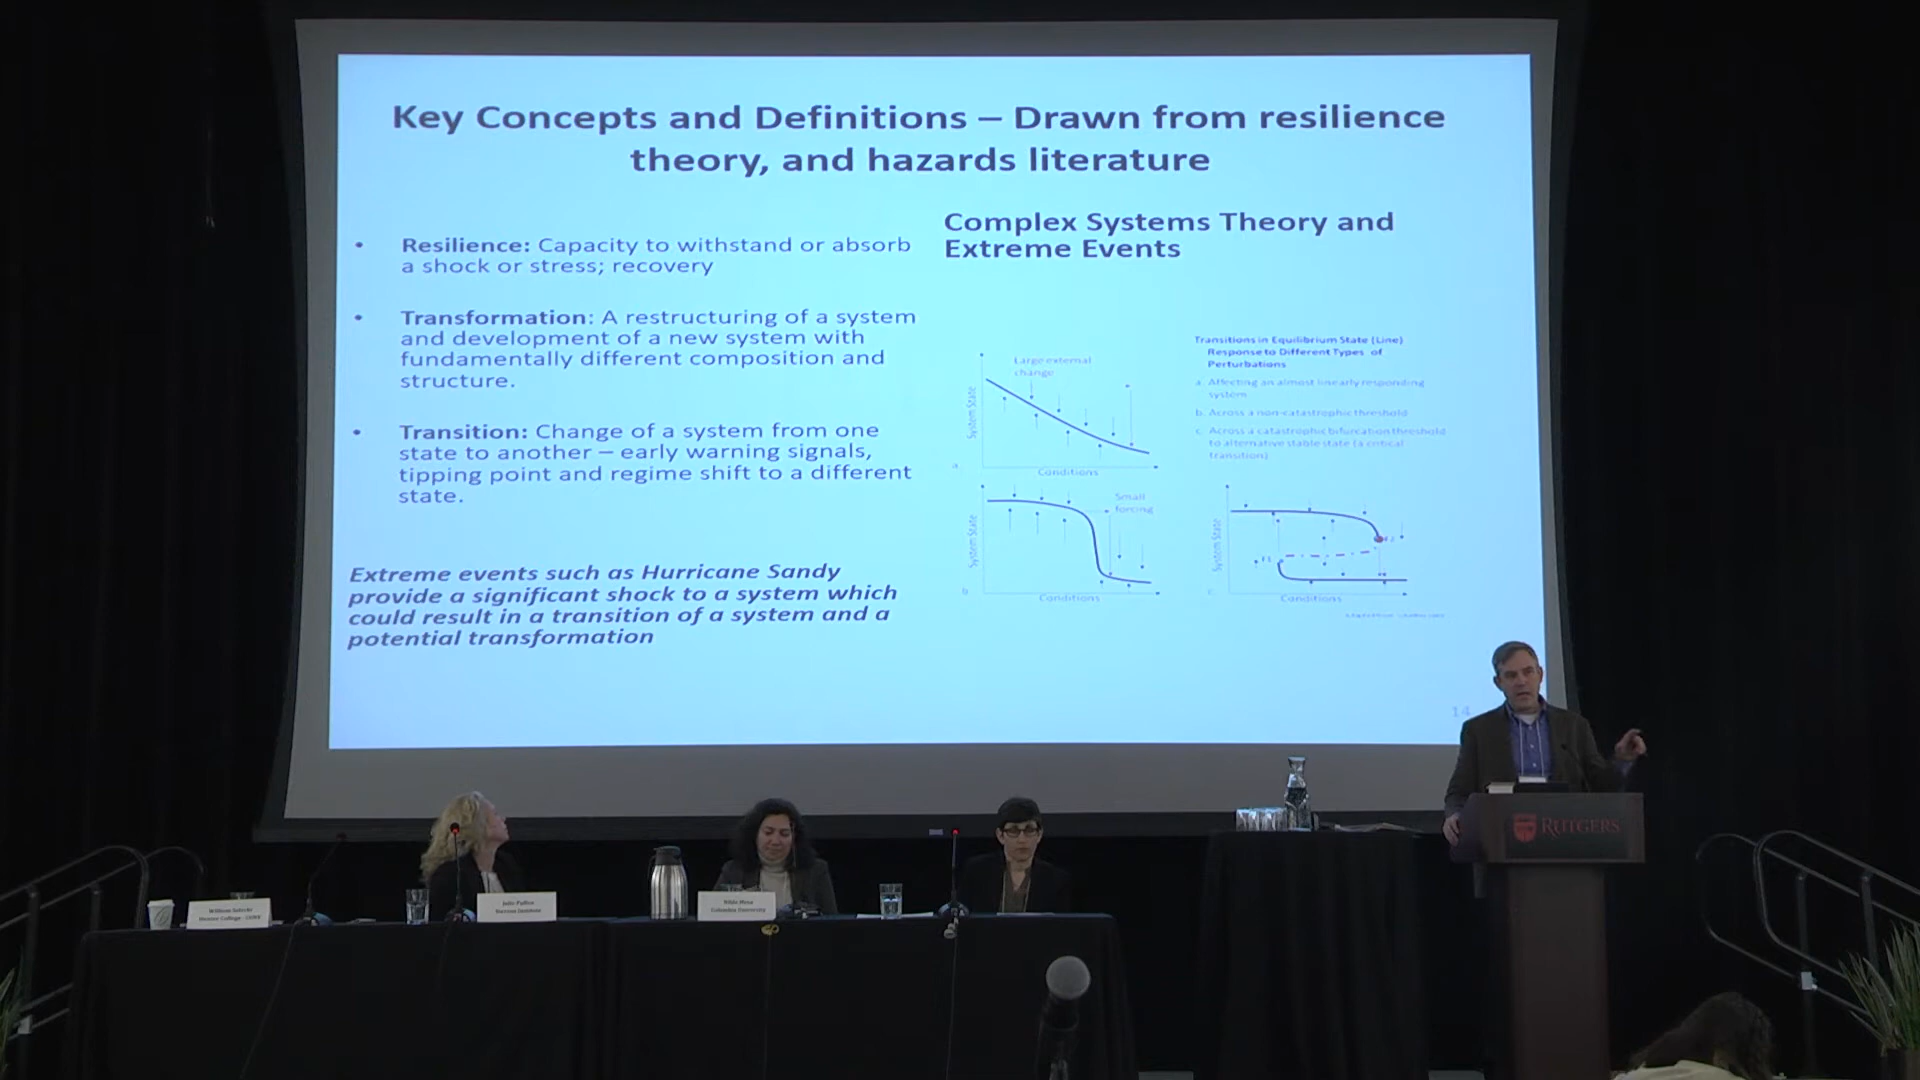 Key Concepts and Definitions – Drawn from resilience
theory, and hazards literature
• Resilience: Capacity to withstand or absorb
a shock or stress; recovery
• Transformation: A restructuring of a system
and development of a new system with
fundamentally different composition and
structure.
• Transition: Change of a system from one
state to another – early warning signals,
tipping point and regime shift to a different
state.
Extreme events such as Hurricane Sandy
provide a significant shock to a system which
could result in a transition of a system and a
potential transformation
Complex Systems Theory and
Extreme Events
Transitions in Equilibrium State (Line)
Response to Different Types of
Perturbations
a. Affecting an almost linearly responding
system
b. Across a non-catastrophic threshold
c. Across a catastrophic bifurcation threshold
to alternative stable state (a critical
transition)
Large external
change
System State
a.
Conditions
Small
forcing
System State
b.
Conditions
System State
c.
Conditions
14
RUTGERS
Hunter College - CUNY
Columbia University